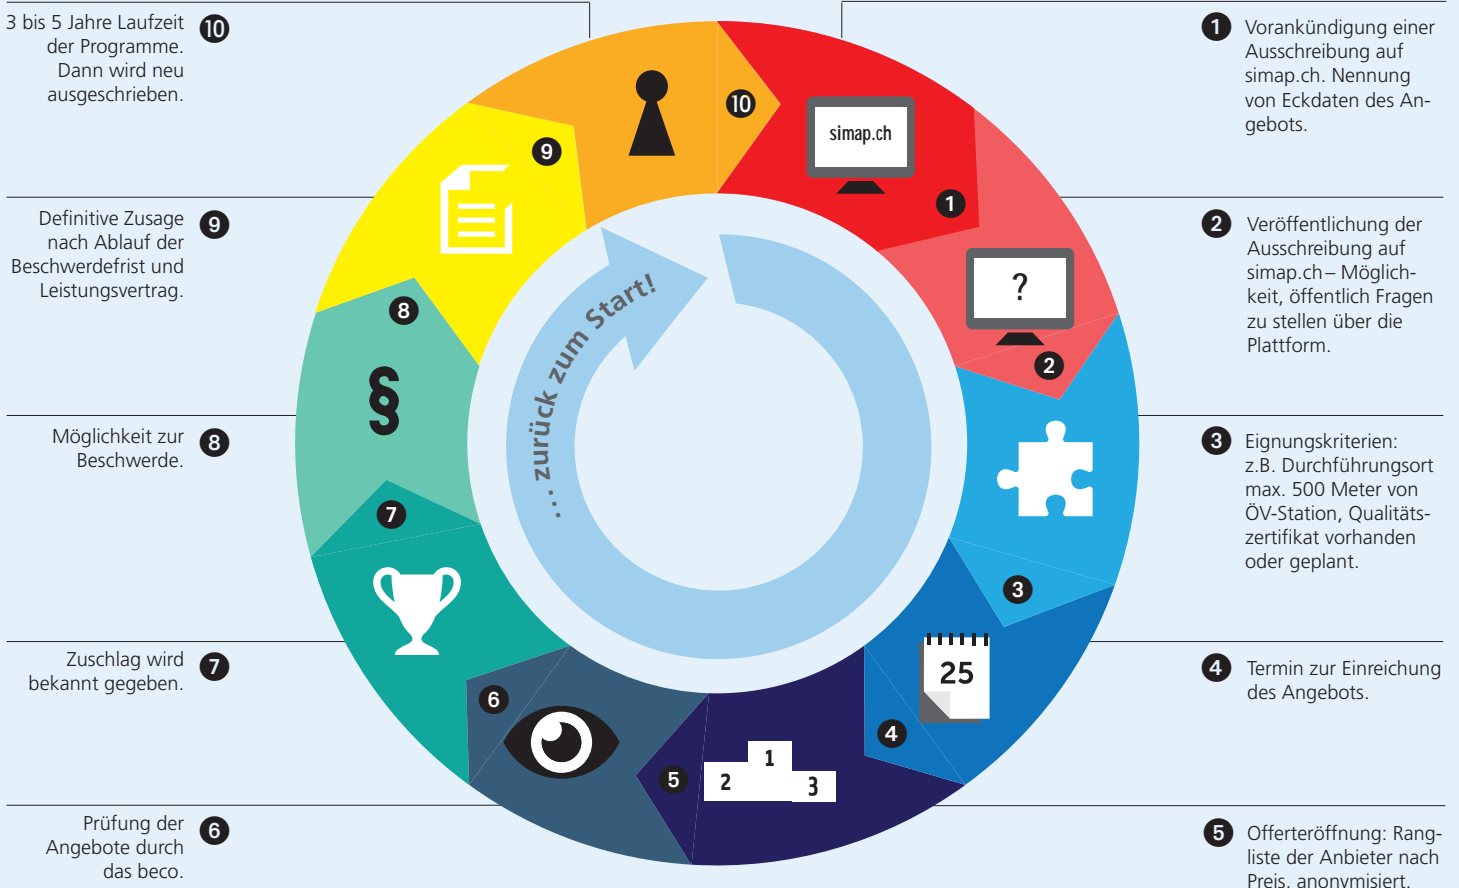 1
Vorankündigung einer
Ausschreibung auf
simap.ch. Nennung
von Eckdaten des An-
gebots.
2
Veröffentlichung der
Ausschreibung auf
simap.ch – Möglich-
keit, öffentlich Fragen
zu stellen über die
Plattform.
3
Eignungskriterien:
z.B. Durchführungsort
max. 500 Meter von
ÖV-Station, Qualitäts-
zertifikat vorhanden
oder geplant.
4
Termin zur Einreichung
des Angebots.
5
Offerteröffnung: Rang-
liste der Anbieter nach
Preis, anonymisiert.
Prüfung der
Angebote durch
das beco.
6
Zuschlag wird
bekannt gegeben.
7
Möglichkeit zur
Beschwerde.
8
Definitive Zusage
nach Ablauf der
Beschwerdefrist und
Leistungsvertrag.
9
3 bis 5 Jahre Laufzeit
der Programme.
Dann wird neu
ausgeschrieben.
10
simap.ch
1
?
2
3
25
4
1
2
3
5
6
7
§
8
9
10
... zurück zum Start!